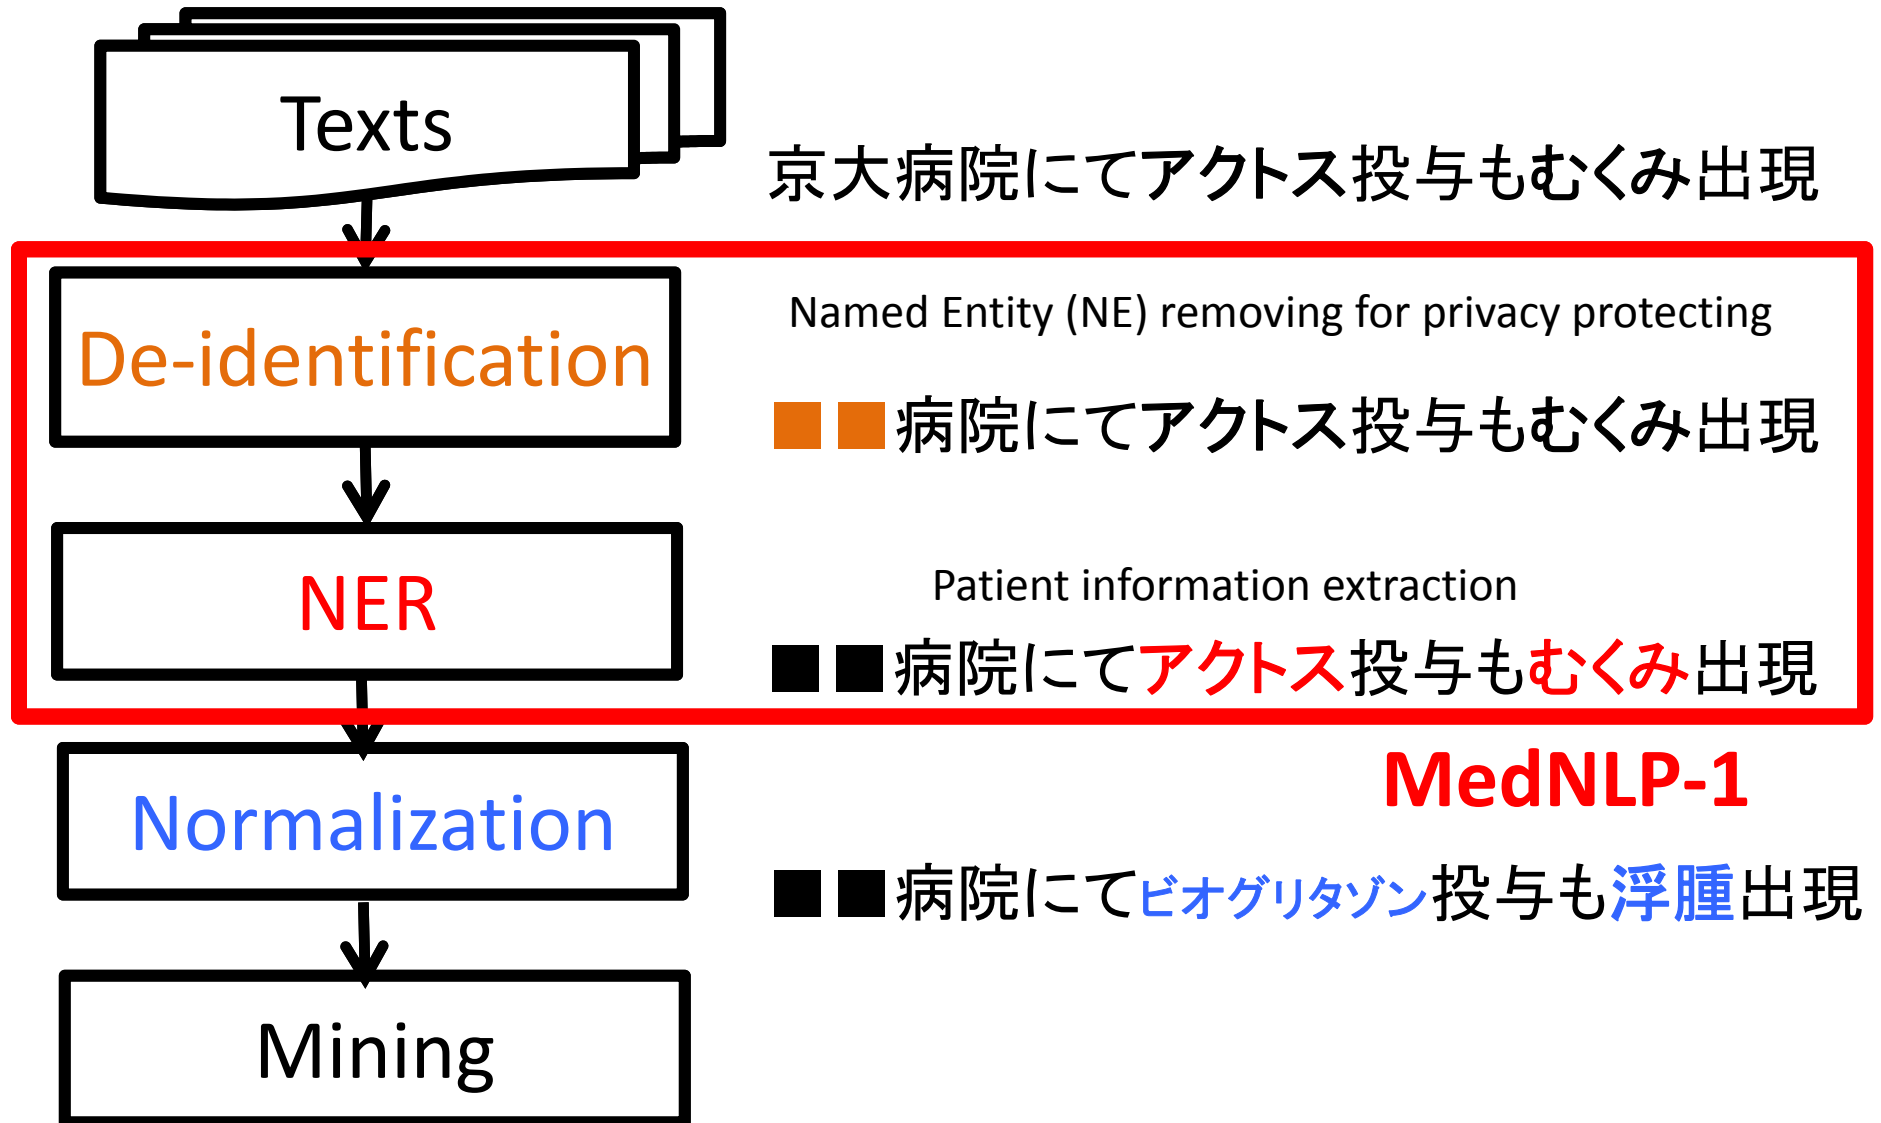 Texts
京大病院にてアクトス投与もむくみ出現
De-identification
Named Entity (NE) removing for privacy protecting
■■病院にてアクトス投与もむくみ出現
NER
Patient information extraction
■■病院にてアクトス投与もむくみ出現
MedNLP-1
Normalization
■■病院にてビオグリタゾン投与も浮腫出現
Mining